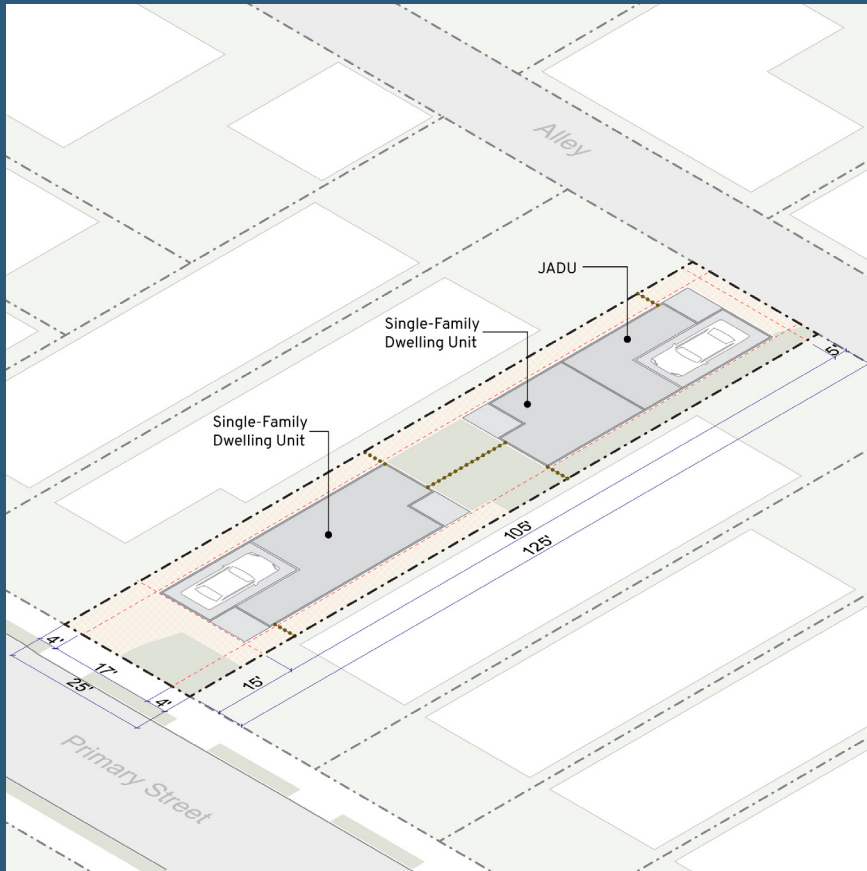 Alley
JADU
Single-Family
Dwelling Unit
Single-Family
Dwelling Unit
5'
105'
125'
4'
17'
25'
4'
15'
Primary Street